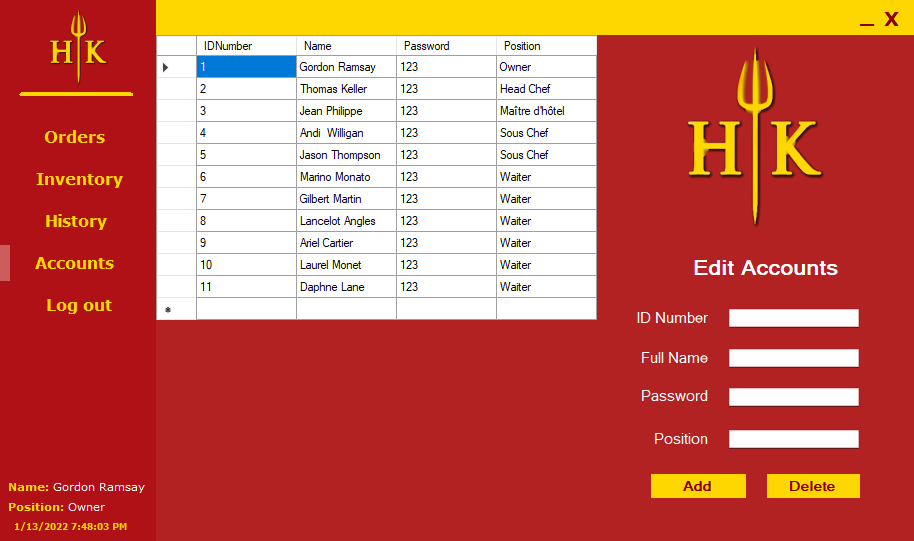 _ X
H K
Orders
Inventory
History
Accounts
Log out
Name: Gordon Ramsay
Position: Owner
1/13/2022 7:48:03 PM
IDNumber Name Password Position
1 Gordon Ramsay 123 Owner
2 Thomas Keller 123 Head Chef
3 Jean Philippe 123 Maître d'hôtel
4 Andi Willigan 123 Sous Chef
5 Jason Thompson 123 Sous Chef
6 Marino Monato 123 Waiter
7 Gilbert Martin 123 Waiter
8 Lancelot Angles 123 Waiter
9 Ariel Cartier 123 Waiter
10 Laurel Monet 123 Waiter
11 Daphne Lane 123 Waiter
H K
Edit Accounts
ID Number
Full Name
Password
Position
Add Delete